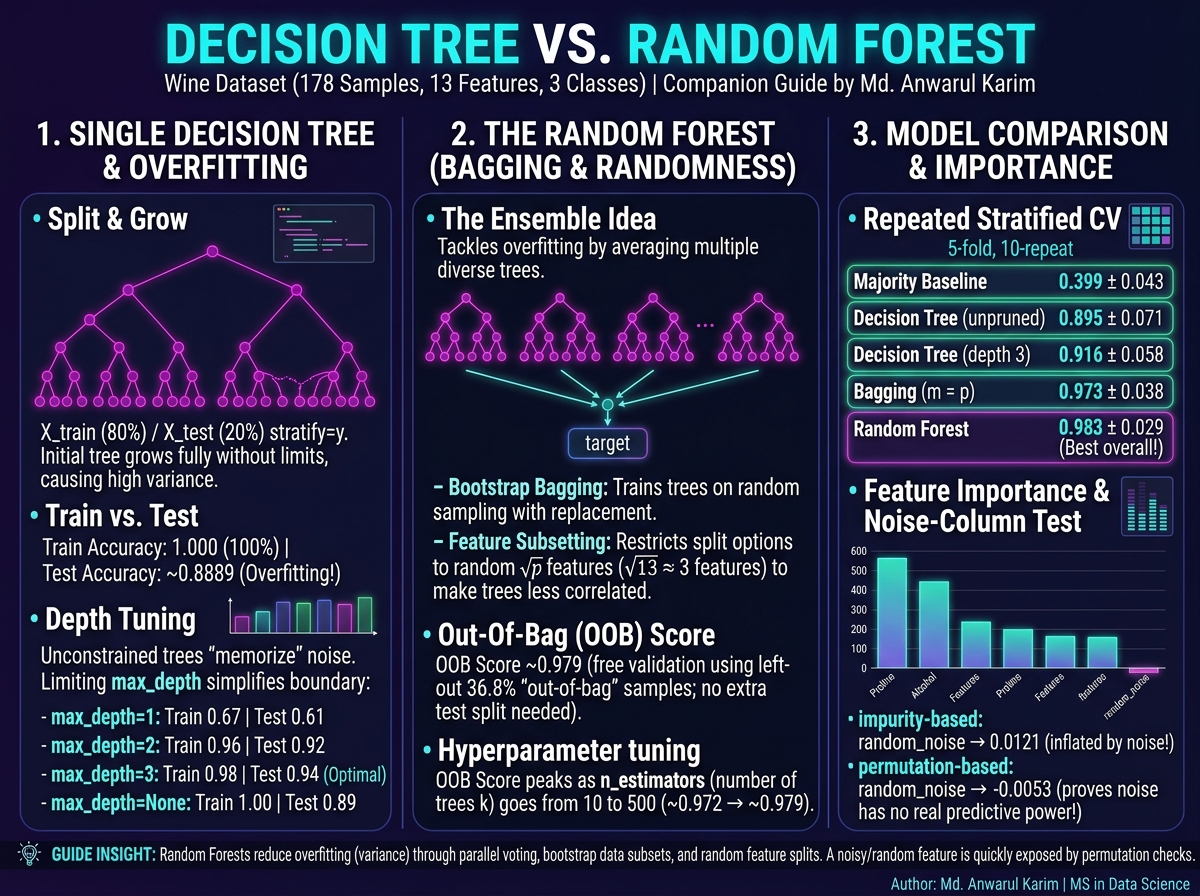 DECISION TREE VS. RANDOM FOREST
Wine Dataset (178 Samples, 13 Features, 3 Classes) | Companion Guide by Md. Anwarul Karim
1. SINGLE DECISION TREE
& OVERFITTING
• Split & Grow
X_train (80%) / X_test (20%) stratify=y.
Initial tree grows fully without limits,
causing high variance.
• Train vs. Test
Train Accuracy: 1.000 (100%) |
Test Accuracy: ~0.8889 (Overfitting!)
• Depth Tuning
Unconstrained trees “memorize” noise.
Limiting max_depth simplifies boundary:
- max_depth=1: Train 0.67 | Test 0.61
- max_depth=2: Train 0.96 | Test 0.92
- max_depth=3: Train 0.98 | Test 0.94 (Optimal)
- max_depth=None: Train 1.00 | Test 0.89
2. THE RANDOM FOREST
(BAGGING & RANDOMNESS)
• The Ensemble Idea
Tackles overfitting by averaging multiple
diverse trees.
...
target
– Bootstrap Bagging: Trains trees on random
sampling with replacement.
– Feature Subsetting: Restricts split options
to random √p features (√13 ≈ 3 features) to
make trees less correlated.
• Out-Of-Bag (OOB) Score
OOB Score ~0.979 (free validation using left-
out 36.8% “out-of-bag” samples; no extra
test split needed).
• Hyperparameter tuning
OOB Score peaks as n_estimators (number of
trees k) goes from 10 to 500 (~0.972 → ~0.979).
3. MODEL COMPARISON
& IMPORTANCE
• Repeated Stratified CV
5-fold, 10-repeat
Majority Baseline 0.399 ± 0.043
Decision Tree (unpruned) 0.895 ± 0.071
Decision Tree (depth 3) 0.916 ± 0.058
Bagging (m = p) 0.973 ± 0.038
Random Forest 0.983 ± 0.029
(Best overall!)
• Feature Importance &
Noise-Column Test
600
500
400
300
200
100
0
Proline
Alcohol
Features
Proline
Features
random_noise
• impurity-based:
random_noise → 0.0121 (inflated by noise!)
• permutation-based:
random_noise → -0.0053 (proves noise
has no real predictive power!)
GUIDE INSIGHT: Random Forests reduce overfitting (variance) through parallel voting, bootstrap data subsets, and random feature splits. A noisy/random feature is quickly exposed by permutation checks.
Author: Md. Anwarul Karim | MS in Data Science